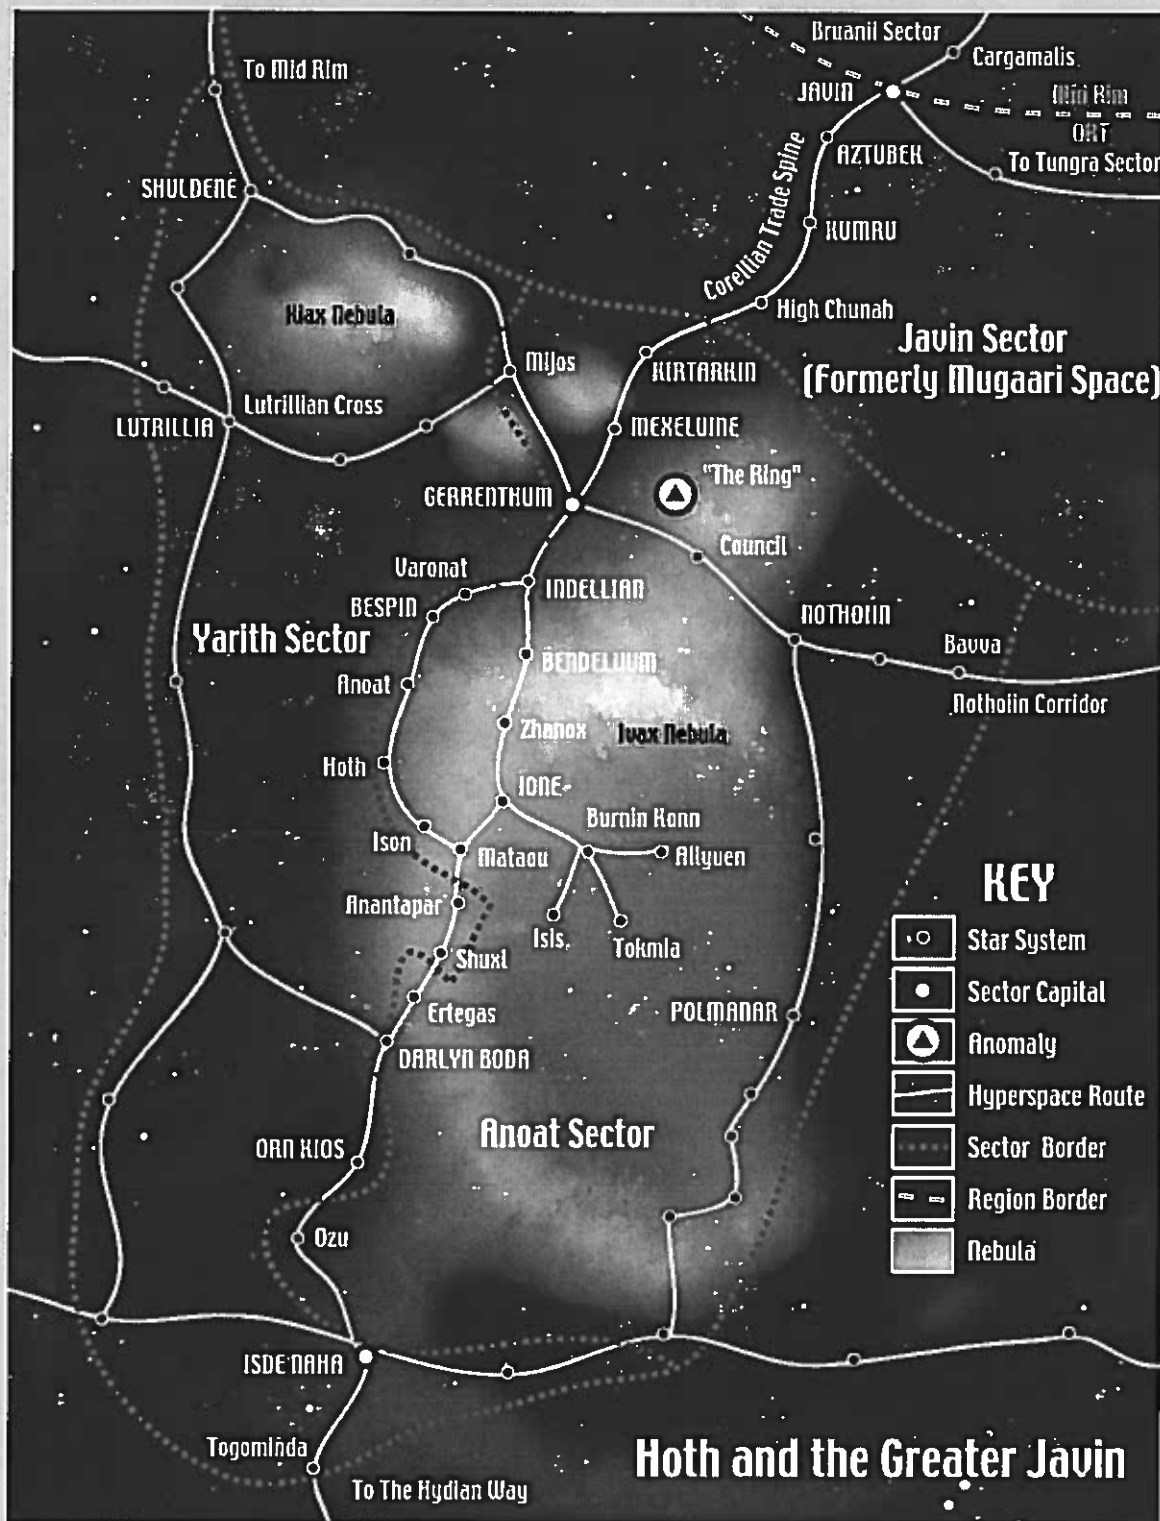 Bruanil Sector
Cargamalis
To Mid Rim
JAVIN
Mid Rim
ORT
AZTUBEK
To Tungra Sector
SHULDENE
KUMRU
Corellian Trade Spine
High Chunah
Kiax Nebula
Javin Sector
(Formerly Mugaari Space)
Mijos
KIRTARKIN
Lutrillian Cross
LUTRILLIA
MEXELUINE
"The Ring"
GERRENTHUM
Council
Varonat
INDELLIAN
BESPIN
NOTHOIIN
Yarith Sector
Bavva
BENDELUUM
Anoat
Nothoiin Corridor
Zhanox
Ivax Nebula
Hoth
IONE
Burnin Konn
Ison
Mataou
Allyuen
KEY
Anantapar
Isis
Tokmia
Star System
Shuxl
Sector Capital
Ertegas
POLMANAR
Anomaly
DARLYN BODA
Hyperspace Route
Anoat Sector
Sector Border
ORN KIOS
Region Border
Ozu
Nebula
ISDE NAHA
Togominda
Hoth and the Greater Javin
To The Hydian Way